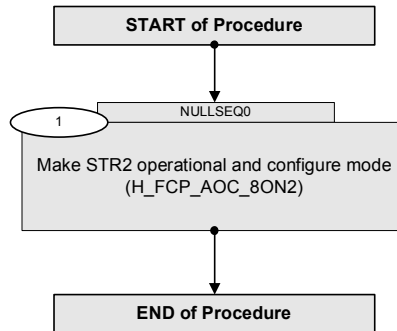 START of Procedure
NULLSEQ0
1
Make STR2 operational and configure mode
(H_FCP_AOC_8ON2)
END of Procedure